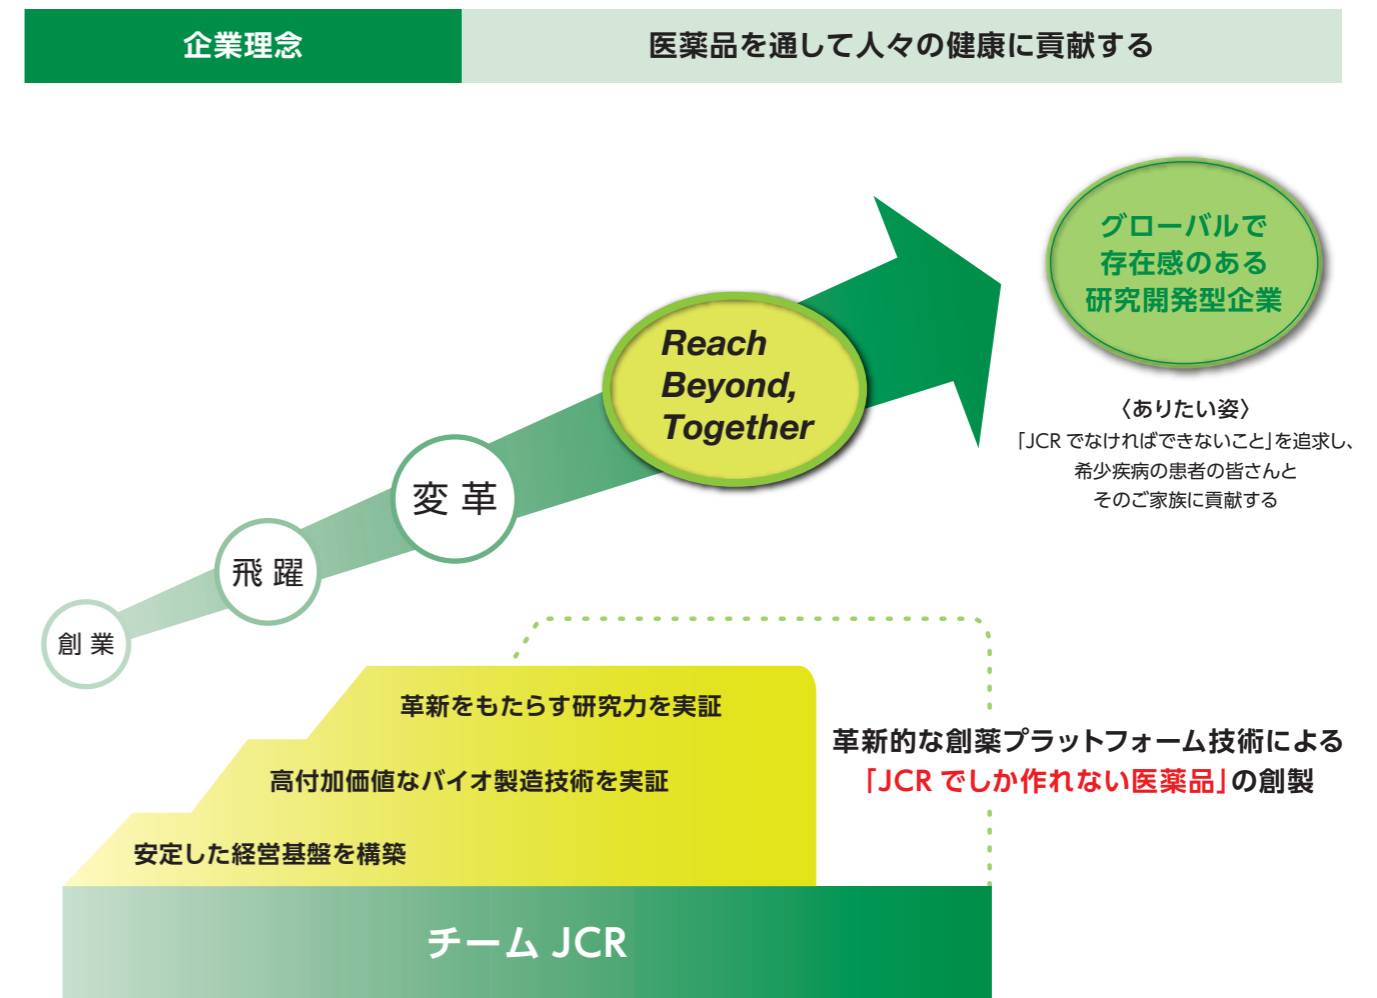 企業理念
医薬品を通して人々の健康に貢献する
グローバルで
存在感のある
研究開発型企業
〈ありたい姿〉
「JCR でなければできないこと」を追求し、
希少疾病の患者の皆さんと
そのご家族に貢献する
Reach
Beyond,
Together
変 革
飛 躍
創 業
革新をもたらす研究力を実証
高付加価値なバイオ製造技術を実証
安定した経営基盤を構築
革新的な創薬プラットフォーム技術による
「JCR でしか作れない医薬品」の創製
チーム JCR